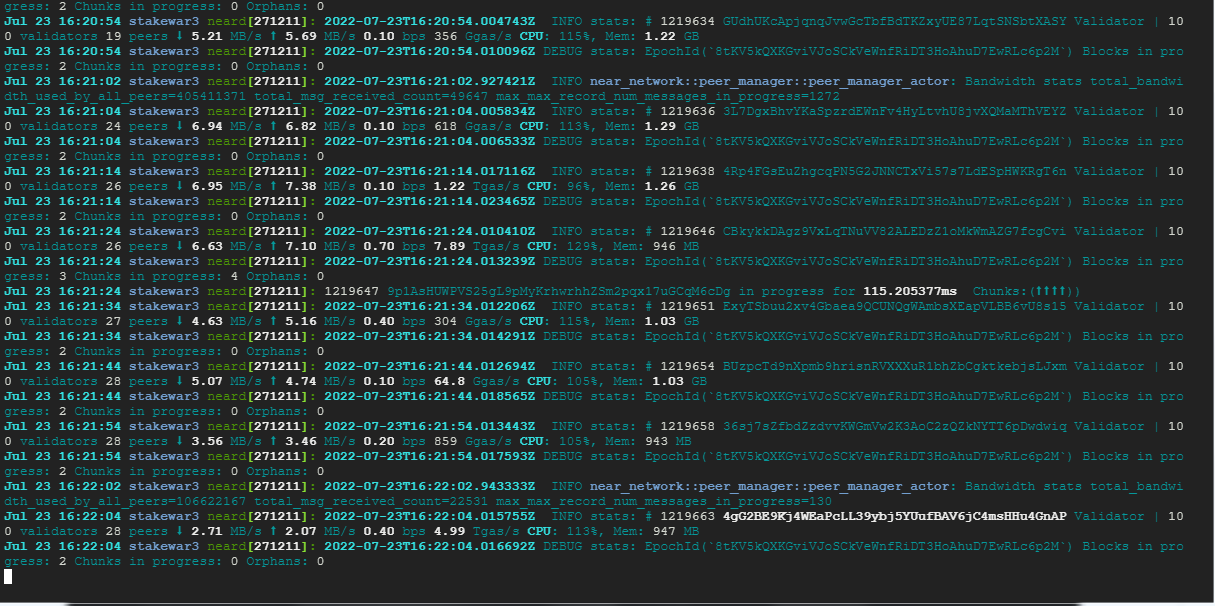 gress: 2 Chunks in progress: 0 Orphans: 0
Jul 23 16:20:54 stakewar3 neard[271211]: 2022-07-23T16:20:54.004743Z  INFO stats: # 1219634 GUdhUKcApjqnqJvwGcTbfBdTKZxyUE87LqtSNSbtXASY Validator | 10
0 validators 19 peers ⬇ 5.21 MB/s ⬆ 5.69 MB/s 0.10 bps 356 Ggas/s CPU: 115%, Mem: 1.22 GB
Jul 23 16:20:54 stakewar3 neard[271211]: 2022-07-23T16:20:54.010096Z DEBUG stats: EpochId(`8tKV5kQXKGviVJoSCkVeWnfRiDT3HoAhuD7EwRLc6p2M`) Blocks in pro
gress: 2 Chunks in progress: 0 Orphans: 0
Jul 23 16:21:02 stakewar3 neard[271211]: 2022-07-23T16:21:02.927421Z  INFO near_network::peer_manager::peer_manager_actor: Bandwidth stats total_bandwi
dth_used_by_all_peers=405411371 total_msg_received_count=49647 max_max_record_num_messages_in_progress=1272
Jul 23 16:21:04 stakewar3 neard[271211]: 2022-07-23T16:21:04.005834Z  INFO stats: # 1219636 3L7DgxBhvYKaSpzrdEWnFv4HyLtvhU8jvXQMaMThVEYZ Validator | 10
0 validators 24 peers ⬇ 6.94 MB/s ⬆ 6.82 MB/s 0.10 bps 618 Ggas/s CPU: 113%, Mem: 1.29 GB
Jul 23 16:21:04 stakewar3 neard[271211]: 2022-07-23T16:21:04.006533Z DEBUG stats: EpochId(`8tKV5kQXKGviVJoSCkVeWnfRiDT3HoAhuD7EwRLc6p2M`) Blocks in pro
gress: 2 Chunks in progress: 0 Orphans: 0
Jul 23 16:21:14 stakewar3 neard[271211]: 2022-07-23T16:21:14.017116Z  INFO stats: # 1219638 4Rp4FGsEuZhgcqPN5G2JNNCTxVi57s7LdESpHWKRgT6n Validator | 10
0 validators 26 peers ⬇ 6.95 MB/s ⬆ 7.38 MB/s 0.10 bps 1.22 Tgas/s CPU: 96%, Mem: 1.26 GB
Jul 23 16:21:14 stakewar3 neard[271211]: 2022-07-23T16:21:14.023465Z DEBUG stats: EpochId(`8tKV5kQXKGviVJoSCkVeWnfRiDT3HoAhuD7EwRLc6p2M`) Blocks in pro
gress: 2 Chunks in progress: 0 Orphans: 0
Jul 23 16:21:24 stakewar3 neard[271211]: 2022-07-23T16:21:24.010410Z  INFO stats: # 1219646 CBkykkDAgz9VxLqTNuVV82ALEDzZ1oMkWmAZG7fcgCvi Validator | 10
0 validators 26 peers ⬇ 6.63 MB/s ⬆ 7.10 MB/s 0.70 bps 7.89 Tgas/s CPU: 129%, Mem: 946 MB
Jul 23 16:21:24 stakewar3 neard[271211]: 2022-07-23T16:21:24.013239Z DEBUG stats: EpochId(`8tKV5kQXKGviVJoSCkVeWnfRiDT3HoAhuD7EwRLc6p2M`) Blocks in pro
gress: 3 Chunks in progress: 4 Orphans: 0
Jul 23 16:21:24 stakewar3 neard[271211]: 1219647 9p1AsHUWPVS25gL9pMyKrhwrhhZSm2pqx17uGCqM6cDg in progress for 115.205377ms  Chunks:(⬆⬆⬆⬆))
Jul 23 16:21:34 stakewar3 neard[271211]: 2022-07-23T16:21:34.012206Z  INFO stats: # 1219651 ExyTSbuu2xv4Gbaea9QCUNQgWAmbsXEapVLBB6vU8s15 Validator | 10
0 validators 27 peers ⬇ 4.63 MB/s ⬆ 5.16 MB/s 0.40 bps 304 Ggas/s CPU: 115%, Mem: 1.03 GB
Jul 23 16:21:34 stakewar3 neard[271211]: 2022-07-23T16:21:34.014291Z DEBUG stats: EpochId(`8tKV5kQXKGviVJoSCkVeWnfRiDT3HoAhuD7EwRLc6p2M`) Blocks in pro
gress: 2 Chunks in progress: 0 Orphans: 0
Jul 23 16:21:44 stakewar3 neard[271211]: 2022-07-23T16:21:44.012694Z  INFO stats: # 1219654 BUzpcTd9nXpmb9hrisnRVXXXuR1bhZbCgktkebjsLJxm Validator | 10
0 validators 28 peers ⬇ 5.07 MB/s ⬆ 4.74 MB/s 0.10 bps 64.8 Ggas/s CPU: 105%, Mem: 1.03 GB
Jul 23 16:21:44 stakewar3 neard[271211]: 2022-07-23T16:21:44.018565Z DEBUG stats: EpochId(`8tKV5kQXKGviVJoSCkVeWnfRiDT3HoAhuD7EwRLc6p2M`) Blocks in pro
gress: 2 Chunks in progress: 0 Orphans: 0
Jul 23 16:21:54 stakewar3 neard[271211]: 2022-07-23T16:21:54.013443Z  INFO stats: # 1219658 36sj7sZfbdZzdvvKWGmVw2K3AoC2zQZkNYTT6pDwdwiq Validator | 10
0 validators 28 peers ⬇ 3.56 MB/s ⬆ 3.46 MB/s 0.20 bps 859 Ggas/s CPU: 105%, Mem: 943 MB
Jul 23 16:21:54 stakewar3 neard[271211]: 2022-07-23T16:21:54.017593Z DEBUG stats: EpochId(`8tKV5kQXKGviVJoSCkVeWnfRiDT3HoAhuD7EwRLc6p2M`) Blocks in pro
gress: 2 Chunks in progress: 0 Orphans: 0
Jul 23 16:22:02 stakewar3 neard[271211]: 2022-07-23T16:22:02.943333Z  INFO near_network::peer_manager::peer_manager_actor: Bandwidth stats total_bandwi
dth_used_by_all_peers=106622167 total_msg_received_count=22531 max_max_record_num_messages_in_progress=130
Jul 23 16:22:04 stakewar3 neard[271211]: 2022-07-23T16:22:04.015755Z  INFO stats: # 1219663 4gG2BE9Kj4WEaPcLL39ybj5YUufBAV6jC4msHHu4GnAP Validator | 10
0 validators 28 peers ⬇ 2.71 MB/s ⬆ 2.07 MB/s 0.40 bps 4.99 Tgas/s CPU: 113%, Mem: 947 MB
Jul 23 16:22:04 stakewar3 neard[271211]: 2022-07-23T16:22:04.016692Z DEBUG stats: EpochId(`8tKV5kQXKGviVJoSCkVeWnfRiDT3HoAhuD7EwRLc6p2M`) Blocks in pro
gress: 2 Chunks in progress: 0 Orphans: 0